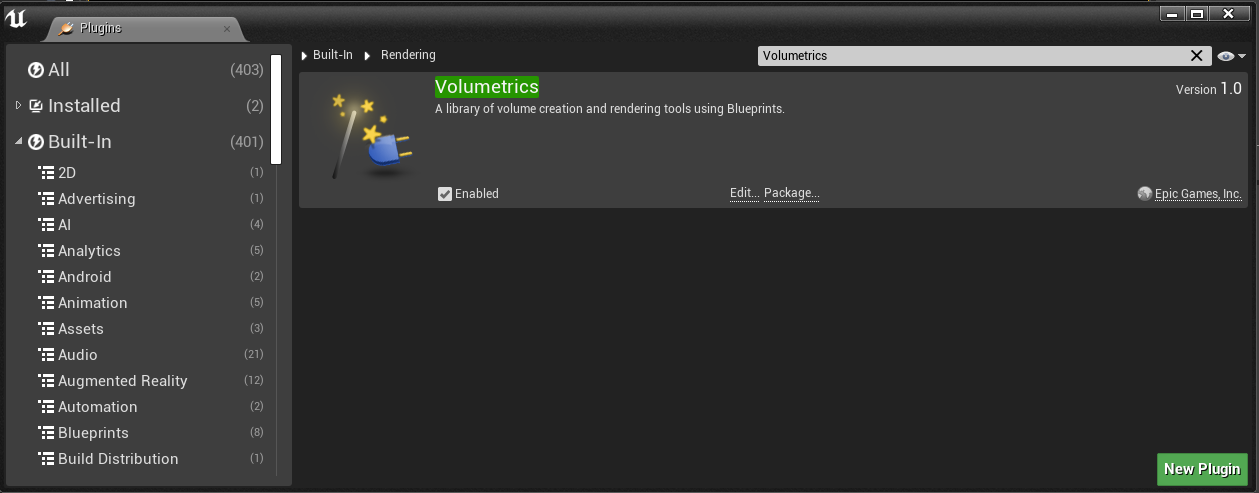 Plugins
All (403)
Installed (2)
Built-In (401)
2D (1)
Advertising (1)
AI (4)
Analytics (5)
Android (2)
Animation (5)
Assets (3)
Audio (21)
Augmented Reality (12)
Automation (2)
Blueprints (8)
Build Distribution (1)
Built-In Rendering
Volumetrics
Volumetrics
Version 1.0
A library of volume creation and rendering tools using Blueprints.
Enabled
Edit... Package...
Epic Games, Inc.
New Plugin